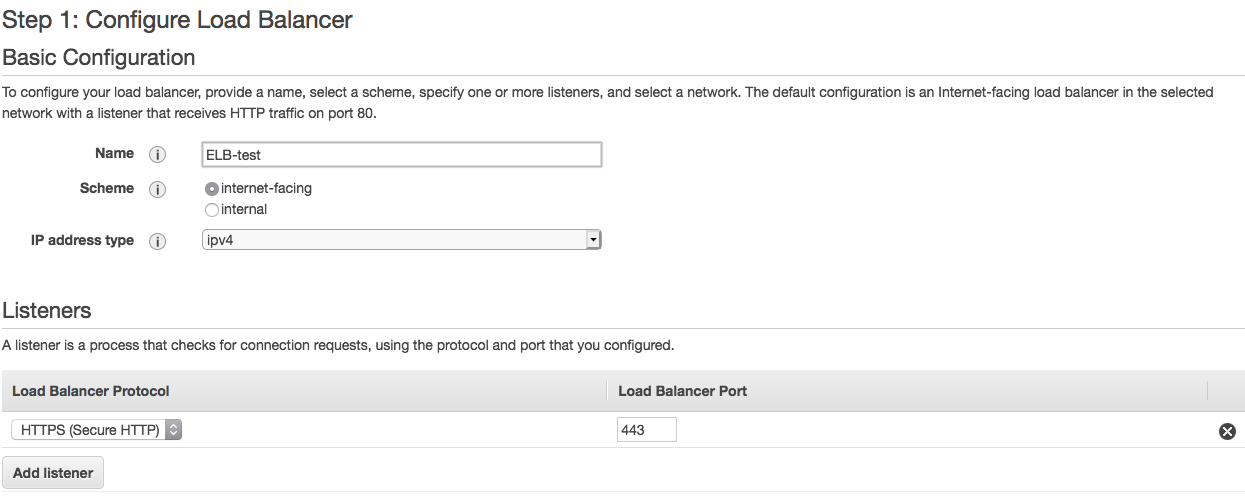 Step 1: Configure Load Balancer
Basic Configuration
To configure your load balancer, provide a name, select a scheme, specify one or more listeners, and select a network. The default configuration is an Internet-facing load balancer in the selected
network with a listener that receives HTTP traffic on port 80.
Name i ELB-test
Scheme i internet-facing
internal
IP address type i ipv4
Listeners
A listener is a process that checks for connection requests, using the protocol and port that you configured.
Load Balancer Protocol Load Balancer Port
HTTPS (Secure HTTP) 443
Add listener